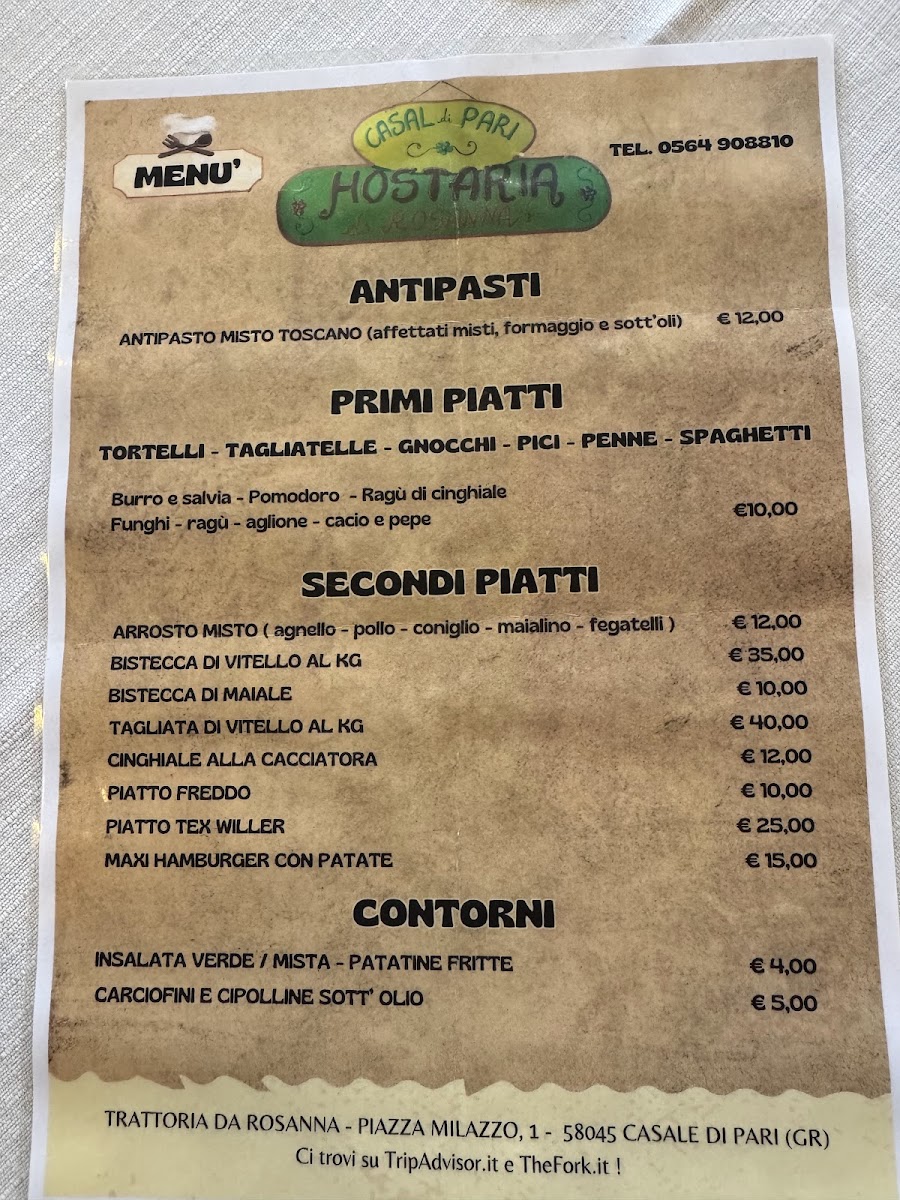 CASAL di PARI
MENU'
HOSTARIA
da ROSANNA
TEL. 0564 908810
ANTIPASTI
ANTIPASTO MISTO TOSCANO (affettati misti, formaggio e sott'oli) € 12,00
PRIMI PIATTI
TORTELLI - TAGLIATELLE - GNOCCHI - PICI - PENNE - SPAGHETTI
Burro e salvia - Pomodoro - Ragù di cinghiale
Funghi - ragù - aglione - cacio e pepe €10,00
SECONDI PIATTI
ARROSTO MISTO ( agnello - pollo - coniglio - maialino - fegatelli ) € 12,00
BISTECCA DI VITELLO AL KG € 35,00
BISTECCA DI MAIALE € 10,00
TAGLIATA DI VITELLO AL KG € 40,00
CINGHIALE ALLA CACCIATORA € 12,00
PIATTO FREDDO € 10,00
PIATTO TEX WILLER € 25,00
MAXI HAMBURGER CON PATATE € 15,00
CONTORNI
INSALATA VERDE / MISTA - PATATINE FRITTE € 4,00
CARCIOFINI E CIPOLLINE SOTT' OLIO € 5,00
TRATTORIA DA ROSANNA - PIAZZA MILAZZO, 1 - 58045 CASALE DI PARI (GR)
Ci trovi su TripAdvisor.it e TheFork.it !